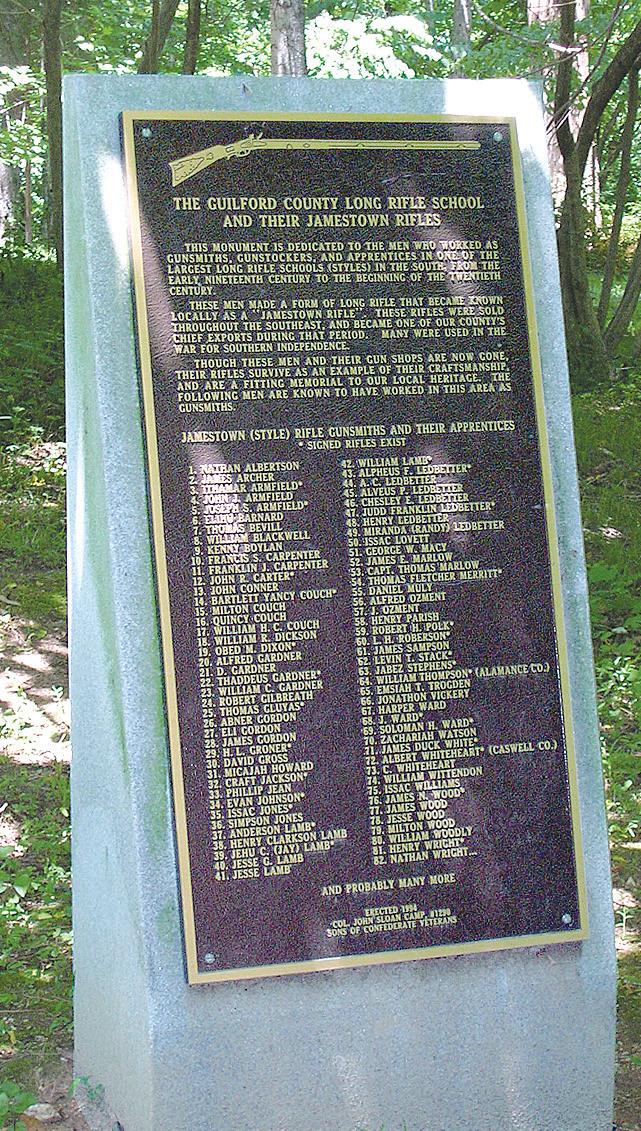 THE GUILFORD COUNTY LONG RIFLE SCHOOL
AND THEIR JAMESTOWN RIFLES
THIS MONUMENT IS DEDICATED TO THE MEN WHO WORKED AS
GUNSMITHS, GUNSTOCKERS, AND APPRENTICES IN ONE OF THE
LARGEST LONG RIFLE SCHOOLS (STYLES) IN THE SOUTH, FROM THE
EARLY NINETEENTH CENTURY TO THE BEGINNING OF THE TWENTIETH
CENTURY.
THESE MEN MADE A FORM OF LONG RIFLE THAT BECAME KNOWN
LOCALLY AS A "JAMESTOWN RIFLE". THESE RIFLES WERE SOLD
THROUGHOUT THE SOUTHEAST, AND BECAME ONE OF OUR COUNTY'S
CHIEF EXPORTS DURING THAT PERIOD. MANY WERE USED IN THE
WAR FOR SOUTHERN INDEPENDENCE.
THOUGH THESE MEN AND THEIR GUN SHOPS ARE NOW GONE,
THEIR RIFLES SURVIVE AS AN EXAMPLE OF THEIR CRAFTSMANSHIP,
AND ARE A FITTING MEMORIAL TO OUR LOCAL HERITAGE. THE
FOLLOWING MEN ARE KNOWN TO HAVE WORKED IN THIS AREA AS
GUNSMITHS.
JAMESTOWN (STYLE) RIFLE GUNSMITHS AND THEIR APPRENTICES
* SIGNED RIFLES EXIST
1. NATHAN ALBERTSON
2. JAMES ARCHER
3. ITHAMAR ARMFIELD*
4. JOHN J. ARMFIELD
5. JOSEPH S. ARMFIELD*
6. ELIHU BARNARD
7. THOMAS BEVILL
8. WILLIAM BLACKWELL
9. KENNY BOYLAN
10. FRANCIS S. CARPENTER
11. FRANKLIN J. CARPENTER
12. JOHN R. CARTER*
13. JOHN CONNER
14. BARTLETT YANCY COUCH*
15. MILTON COUCH
16. QUINCY COUCH
17. WILLIAM H. C. COUCH
18. WILLIAM R. DICKSON
19. OBED M. DIXON*
20. ALFRED GARDNER
21. D. GARDNER
22. THADDEUS GARDNER*
23. WILLIAM C. GARDNER
24. ROBERT GILBREATH
25. THOMAS CLUYAS*
26. ABNER GORDON
27. ELI GORDON
28. JAMES GORDON
29. H. L. GRONER*
30. DAVID GROSS
31. MICAJAH HOWARD
32. CRAFT JACKSON*
33. PHILLIP JEAN
34. EVAN JOHNSON*
35. ISSAC JONES*
36. SIMPSON JONES
37. ANDERSON LAMB*
38. HENRY CLARKSON LAMB
39. JEHU C. (JAY) LAMB*
40. JESSE G. LAMB
41. JESSE LAMB
42. WILLIAM LAMB*
43. ALPHEUS F. LEDBETTER*
44. A. C. LEDBETTER
45. ALVEUS P. LEDBETTER
46. CHESLEY E. LEDBETTER
47. JUDD FRANKLIN LEDBETTER*
48. HENRY LEDBETTER
49. MIRANDA (RANDY) LEDBETTER
50. ISSAC LOVETT
51. GEORGE W. MACY
52. JAMES E. MARLOW
53. CAPT. THOMAS MARLOW
54. THOMAS FLETCHER MERRITT*
55. DANIEL MULY
56. ALFRED OZMENT
57. J. OZMENT
58. HENRY PARISH
59. ROBERT H. POLK*
60. L. H. ROBERSON*
61. JAMES SAMPSON
62. LEVIN T. STACK*
63. JABEZ STEPHENS*
64. WILLIAM THOMPSON* (ALAMANCE CO.)
65. EMSIAH T. TROGDEN
66. JONATHON VICKERY
67. HARPER WARD
68. J. WARD*
69. SOLOMAN H. WARD*
70. ZACHARIAH WATSON
71. JAMES DUCK WHITE*
72. ALBERT WHITEHEART* (CASWELL CO.)
73. C. WHITEHEART
74. WILLIAM WITTENDON
75. ISSAC WILLIAMS
76. JAMES N. WOOD*
77. JAMES WOOD
78. JESSE WOOD
79. MILTON WOOD
80. WILLIAM WOODLY
81. HENRY WRIGHT*
82. NATHAN WRIGHT...
AND PROBABLY MANY MORE
ERECTED 1994
COL. JOHN SLOAN CAMP, #1290
SONS OF CONFEDERATE VETERANS